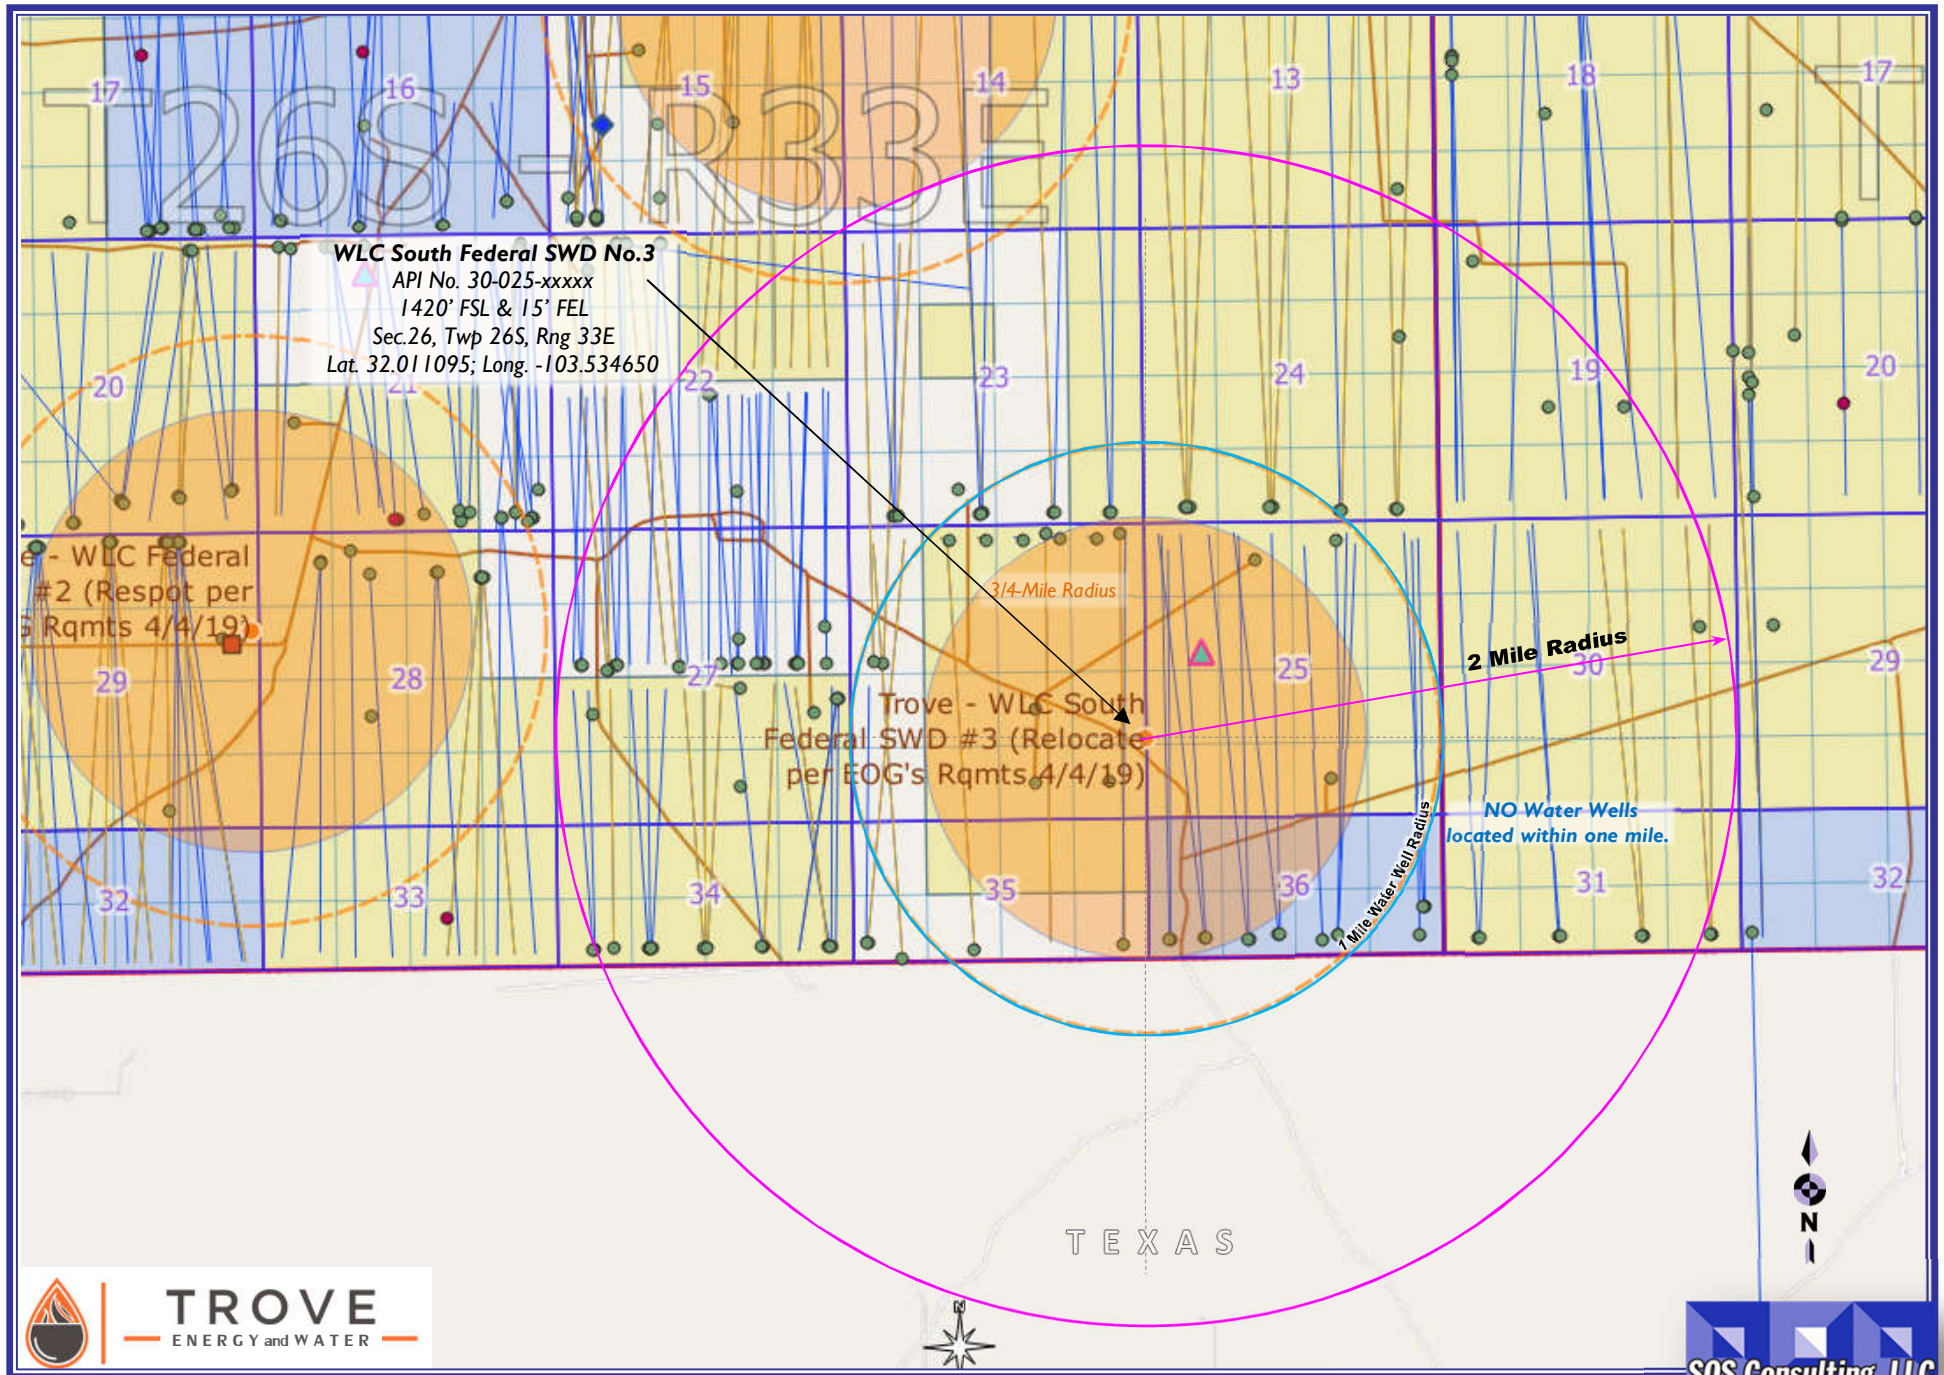 17
16
15
14
13
18
17
T26S - R33E
T
WLC South Federal SWD No.3
API No. 30-025-xxxxx
1420' FSL & 15' FEL
Sec.26, Twp 26S, Rng 33E
Lat. 32.011095; Long. -103.534650
20
21
22
23
24
19
20
e - WLC Federal
#2 (Respot per
G Rqmts 4/4/19)
3/4-Mile Radius
2 Mile Radius
29
28
27
25
30
29
Trove - WLC South
Federal SWD #3 (Relocate
per EOG's Rqmts 4/4/19)
1 Mile Water Well Radius
NO Water Wells
located within one mile.
32
33
34
35
36
31
32
TEXAS
N
N
TROVE
ENERGY and WATER
SOS Consulting, LLC